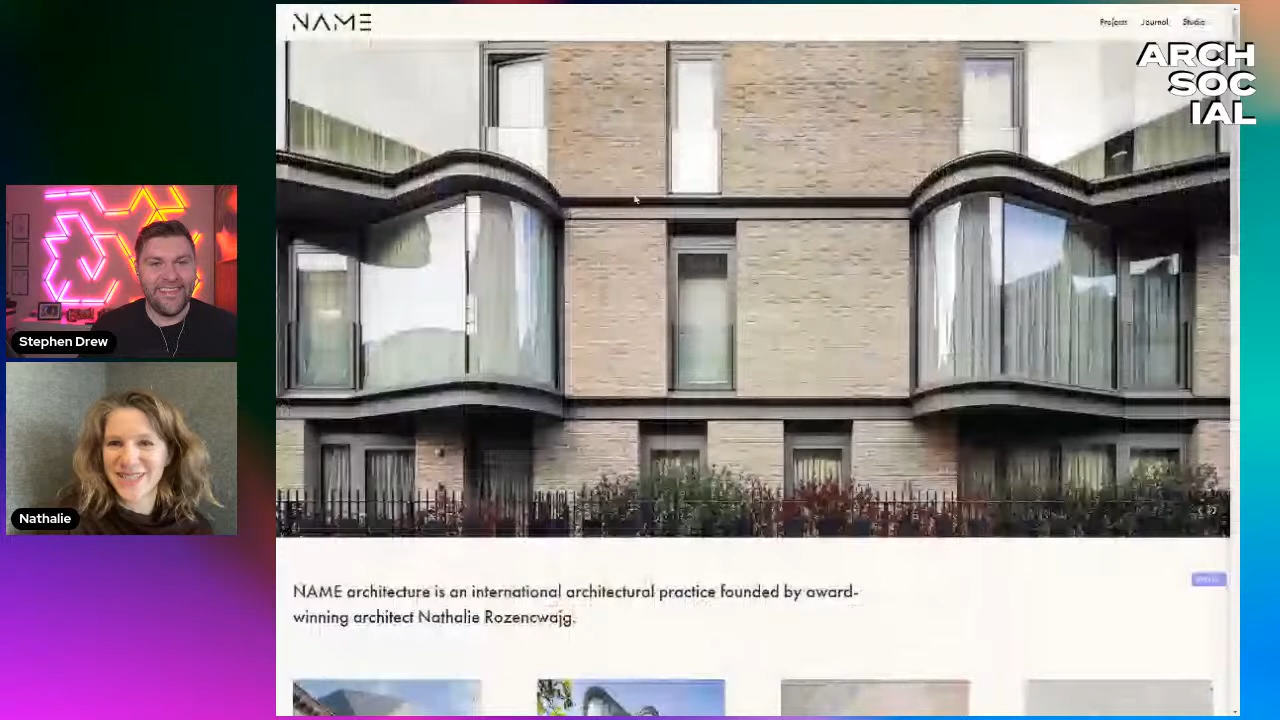 NAME
Projects Journal Studio
ARCH
SOC
IAL
Stephen Drew
Nathalie
NAME architecture is an international architectural practice founded by award-
winning architect Nathalie Rozencwajg.